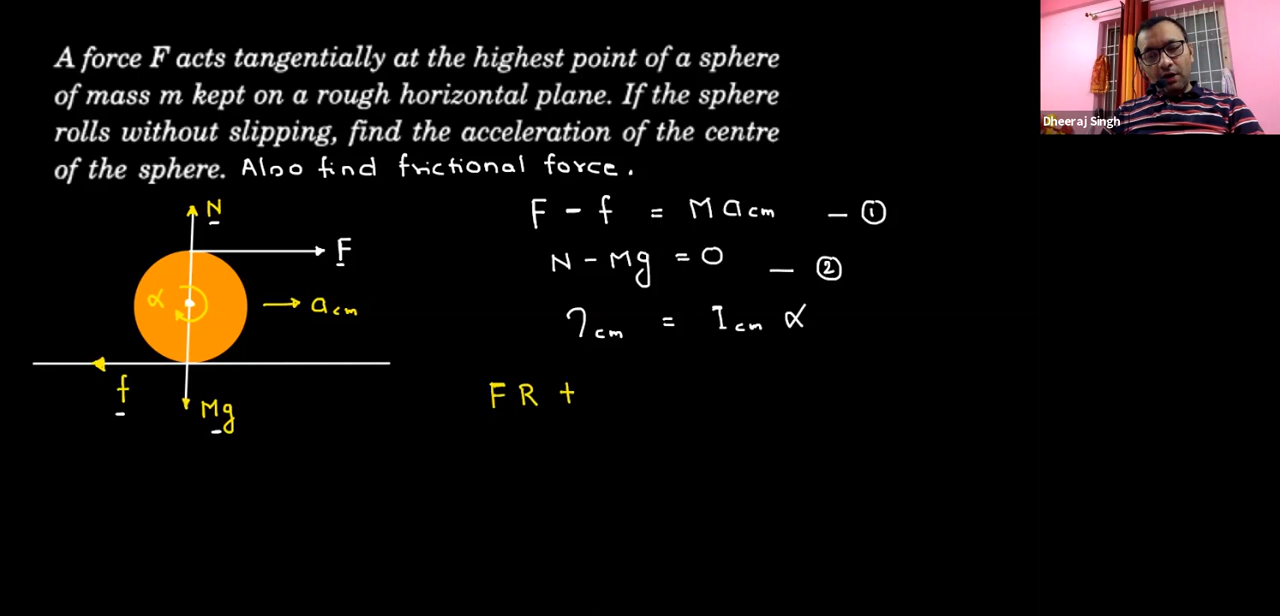 A force F acts tangentially at the highest point of a sphere
of mass m kept on a rough horizontal plane. If the sphere
rolls without slipping, find the acceleration of the centre
of the sphere. Also find frictional force.
Dheeraj Singh
N
F
α
a cm
f
Mg
F - f = M a cm - ①
N - Mg = 0 - ②
τ cm = I cm α
F R +